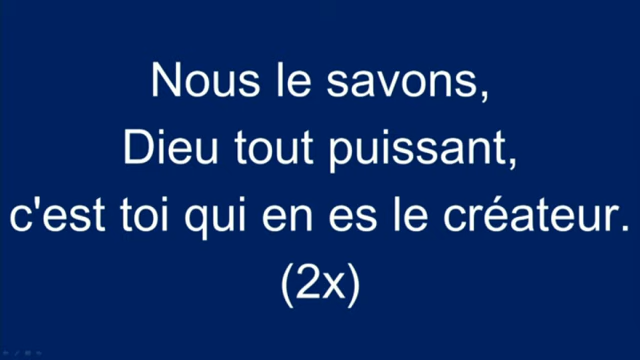 Nous le savons,
Dieu tout puissant,
c'est toi qui en es le créateur.
(2x)